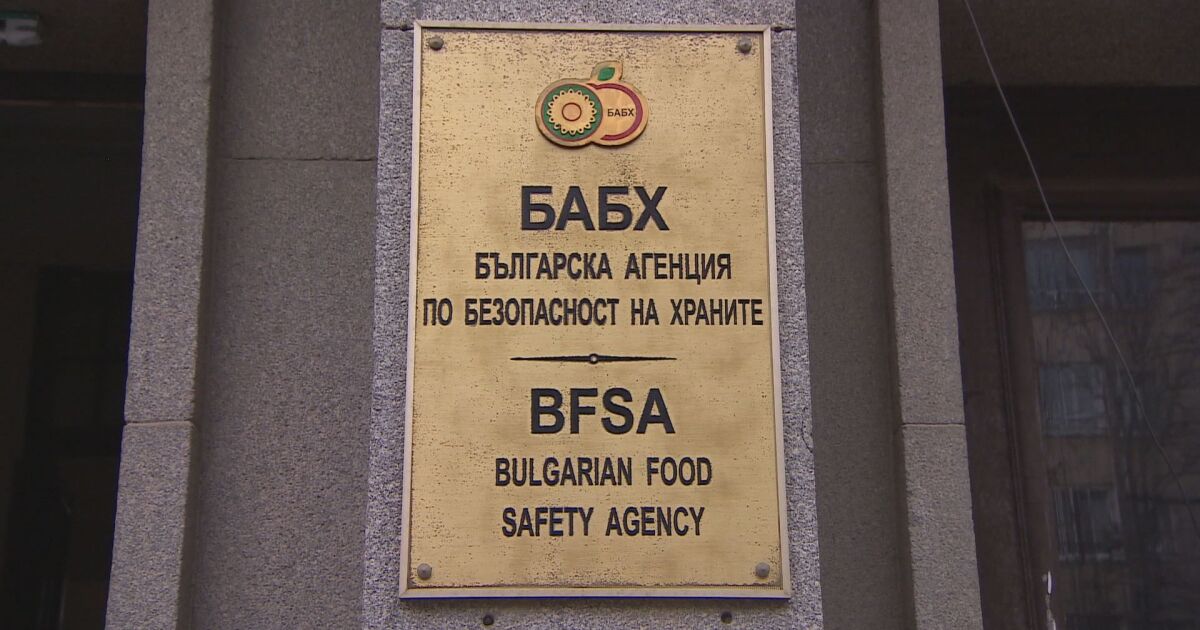 БАБХ
БАБХ
БЪЛГАРСКА АГЕНЦИЯ
ПО БЕЗОПАСНОСТ НА ХРАНИТЕ
BFSA
BULGARIAN FOOD
SAFETY AGENCY